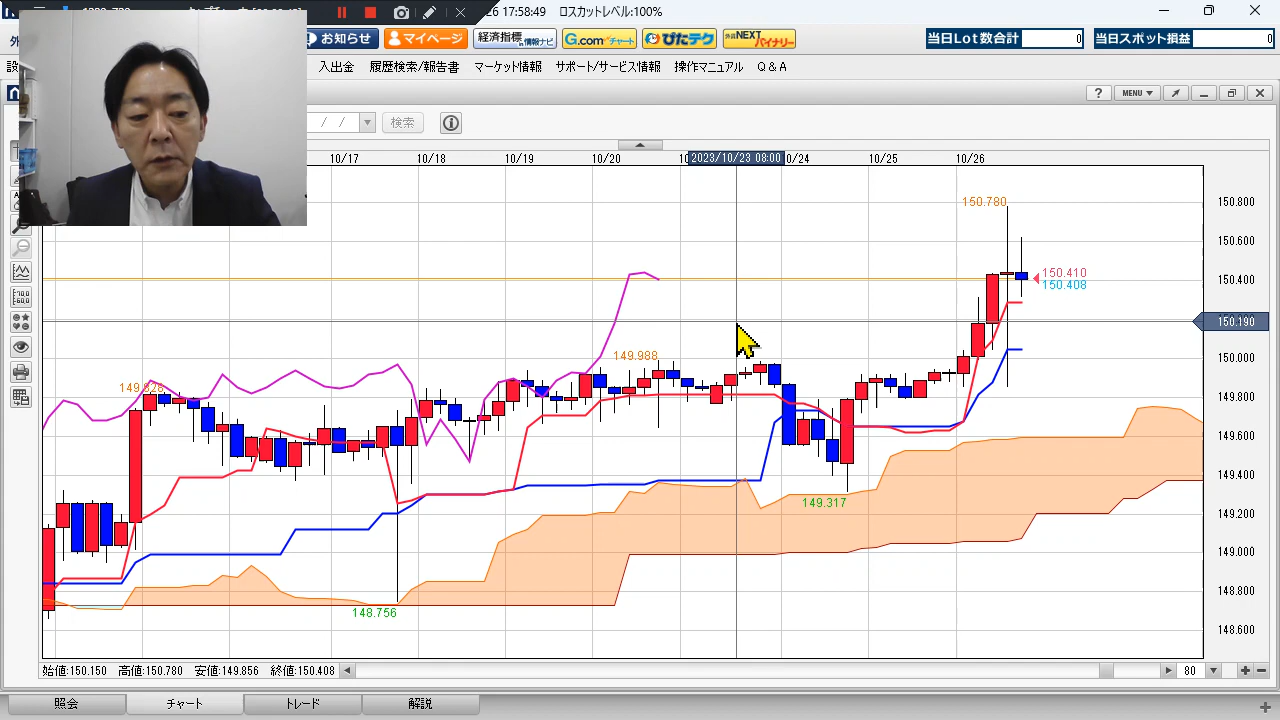 26 17:58:49 ロスカットレベル:100%
お知らせ
マイページ
経済指標
&情報ナビ
G.comチャート
ぴたテク
外為NEXT
バイナリー
当日Lot数合計 0
当日スポット損益 0
入出金 履歴検索/報告書 マーケット情報 サポート/サービス情報 操作マニュアル Q&A
? MENU
/ / 検索
10/17 10/18 10/19 10/20 2023/10/23 08:00 0/24 10/25 10/26
150.800
150.600
150.400
150.190
150.000
149.800
149.600
149.400
149.200
149.000
148.800
148.600
150.780
150.410
150.408
149.988
149.828
149.317
148.756
始値:150.150 高値:150.780 安値:149.856 終値:150.408
80
照会 チャート トレード 解説